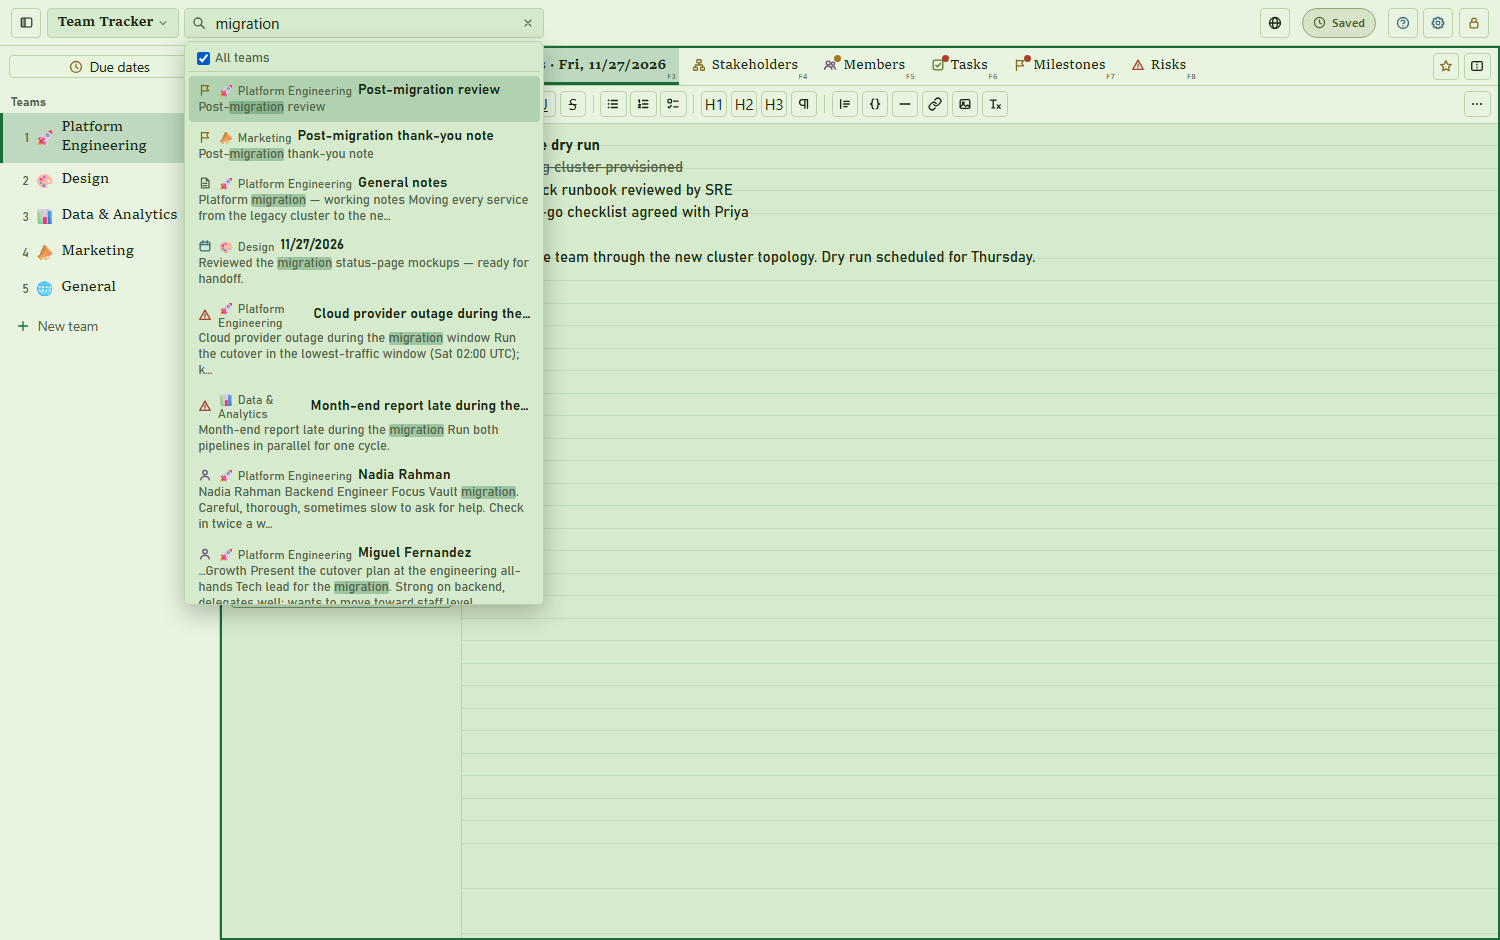 Team Tracker
migration
Saved
Due dates
All teams
Fri, 11/27/2026 F3
Stakeholders F4
Members F5
Tasks F6
Milestones F7
Risks F8
S
H1 H2 H3
Teams
1 Platform Engineering
2 Design
3 Data & Analytics
4 Marketing
5 General
New team
Platform Engineering Post-migration review
Post-migration review
Marketing Post-migration thank-you note
Post-migration thank-you note
Platform Engineering General notes
Platform migration — working notes Moving every service
from the legacy cluster to the ne…
Design 11/27/2026
Reviewed the migration status-page mockups — ready for
handoff.
Platform Engineering Cloud provider outage during the…
Cloud provider outage during the migration window Run
the cutover in the lowest-traffic window (Sat 02:00 UTC);
k…
Data & Analytics Month-end report late during the…
Month-end report late during the migration Run both
pipelines in parallel for one cycle.
Platform Engineering Nadia Rahman
Nadia Rahman Backend Engineer Focus Vault migration.
Careful, thorough, sometimes slow to ask for help. Check
in twice a w…
Platform Engineering Miguel Fernandez
…Growth Present the cutover plan at the engineering all-
hands Tech lead for the migration. Strong on backend,
delegates well; wants to move toward staff level
dry run
cluster provisioned
runbook reviewed by SRE
-go checklist agreed with Priya
team through the new cluster topology. Dry run scheduled for Thursday.